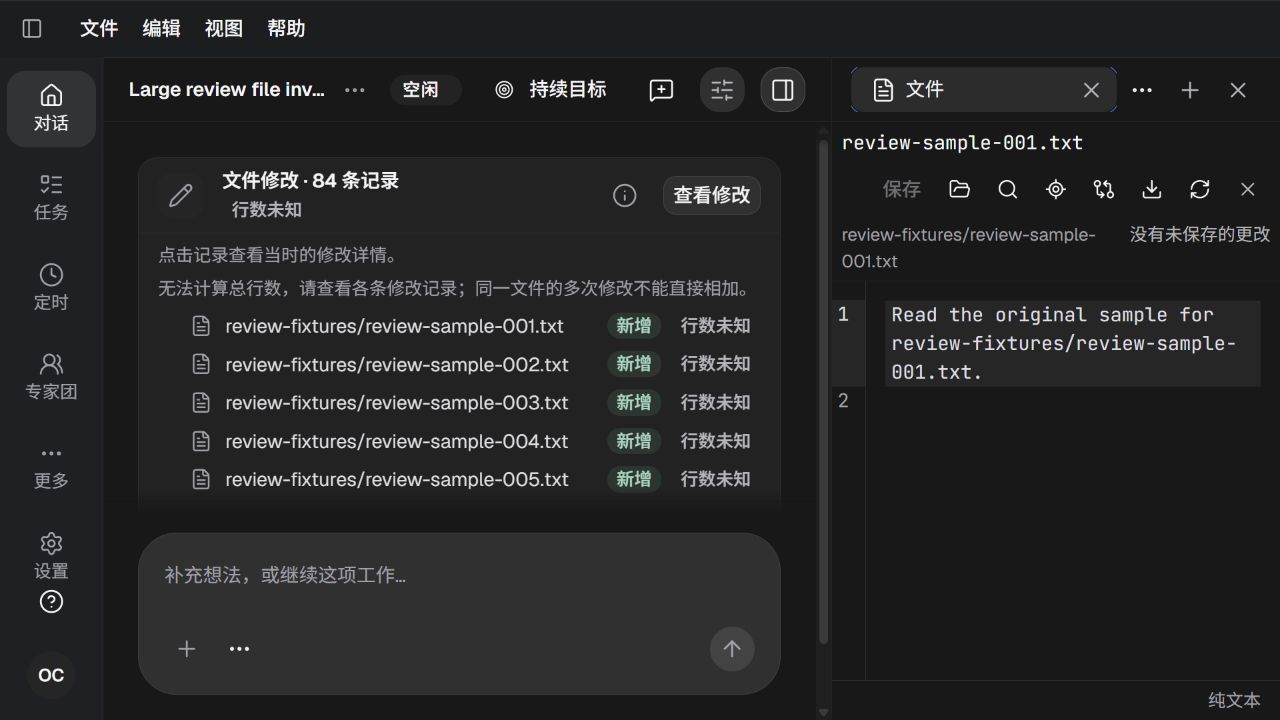 文件 编辑 视图 帮助
对话
任务
定时
专家团
更多
设置
OC
Large review file inv... 空闲 持续目标
文件修改 · 84 条记录
行数未知
查看修改
点击记录查看当时的修改详情。
无法计算总行数，请查看各条修改记录；同一文件的多次修改不能直接相加。
review-fixtures/review-sample-001.txt 新增 行数未知
review-fixtures/review-sample-002.txt 新增 行数未知
review-fixtures/review-sample-003.txt 新增 行数未知
review-fixtures/review-sample-004.txt 新增 行数未知
review-fixtures/review-sample-005.txt 新增 行数未知
补充想法，或继续这项工作...
文件
review-sample-001.txt
保存
review-fixtures/review-sample-
001.txt
没有未保存的更改
1 Read the original sample for
review-fixtures/review-sample-
001.txt.
2
纯文本